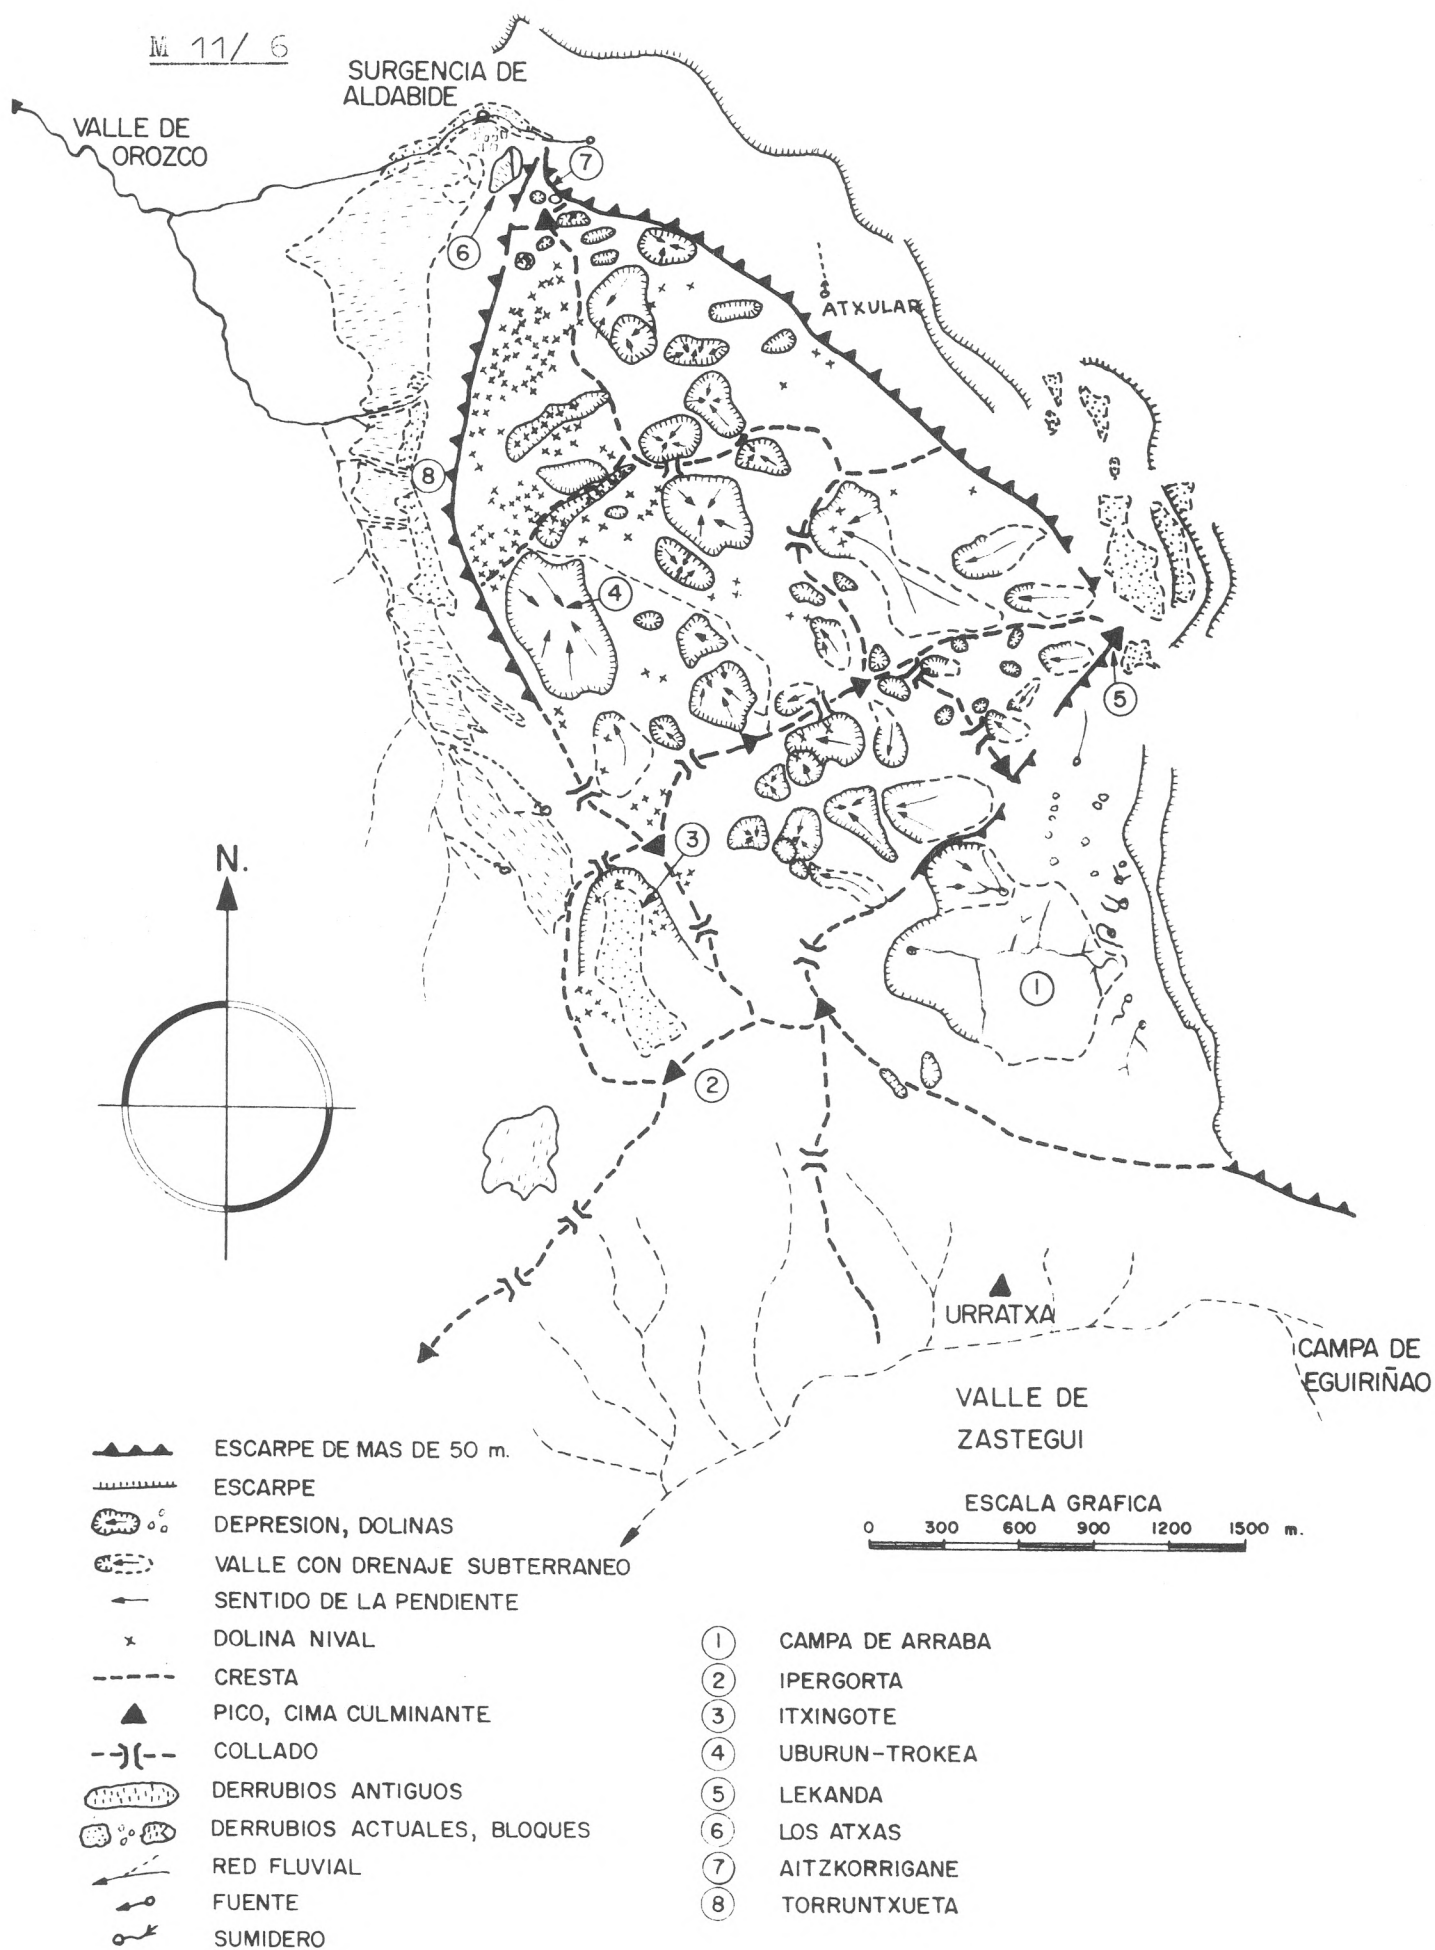 M 11/ 6
SURGENCIA DE
ALDABIDE
VALLE DE
OROZCO
7
6
ATXULAR
8
4
5
3
N.
1
2
URRATXA
CAMPA DE
EGUIRIÑAO
VALLE DE
ZASTEGUI
ESCARPE DE MAS DE 50 m.
ESCARPE
DEPRESION, DOLINAS
VALLE CON DRENAJE SUBTERRANEO
SENTIDO DE LA PENDIENTE
DOLINA NIVAL
CRESTA
PICO, CIMA CULMINANTE
COLLADO
DERRUBIOS ANTIGUOS
DERRUBIOS ACTUALES, BLOQUES
RED FLUVIAL
FUENTE
SUMIDERO
ESCALA GRAFICA
0 300 600 900 1200 1500 m.
1 CAMPA DE ARRABA
2 IPERGORTA
3 ITXINGOTE
4 UBURUN-TROKEA
5 LEKANDA
6 LOS ATXAS
7 AITZKORRIGANE
8 TORRUNTXUETA